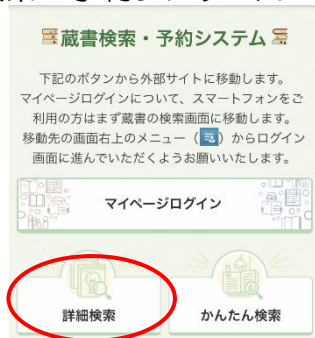 蔵書検索・予約システム
下記のボタンから外部サイトに移動します。
マイページログインについて、スマートフォンをご
利用の方はまず蔵書の検索画面に移動します。
移動先の画面右上のメニュー（）からログイン
画面に進んでいただくようお願いいたします。
マイページログイン
詳細検索
かんたん検索